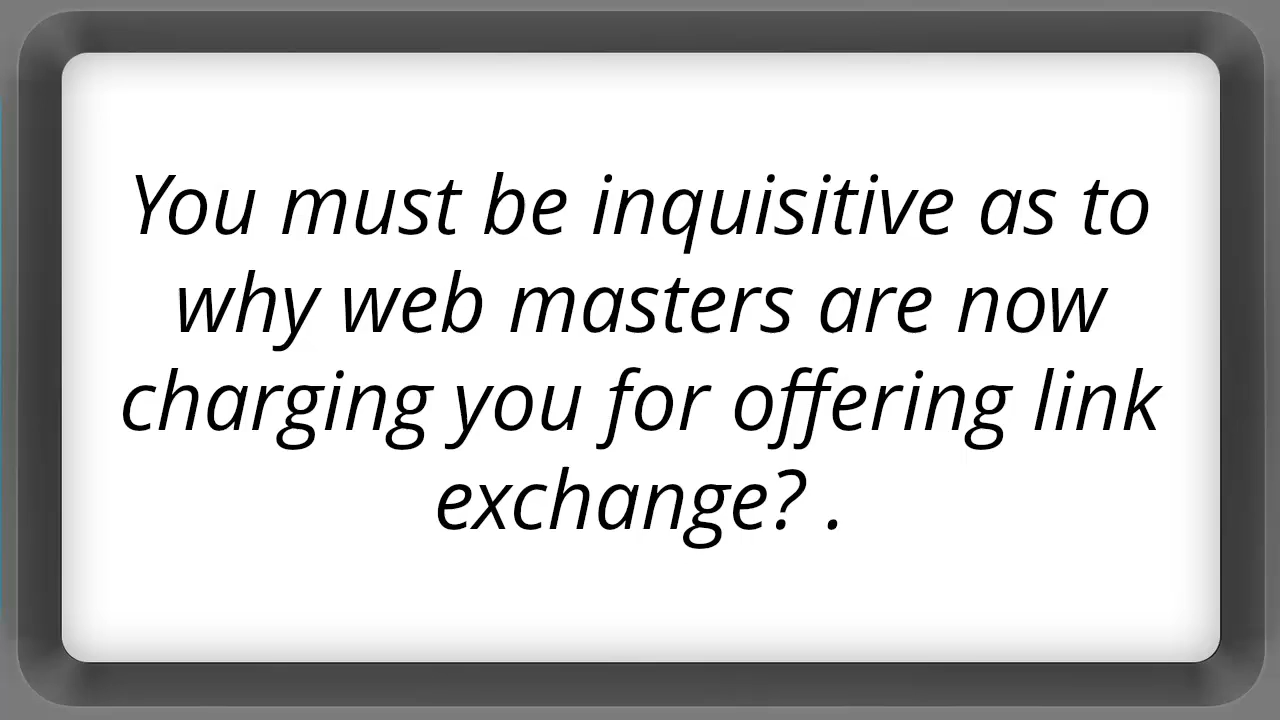 You must be inquisitive as to
why web masters are now
charging you for offering link
exchange? .